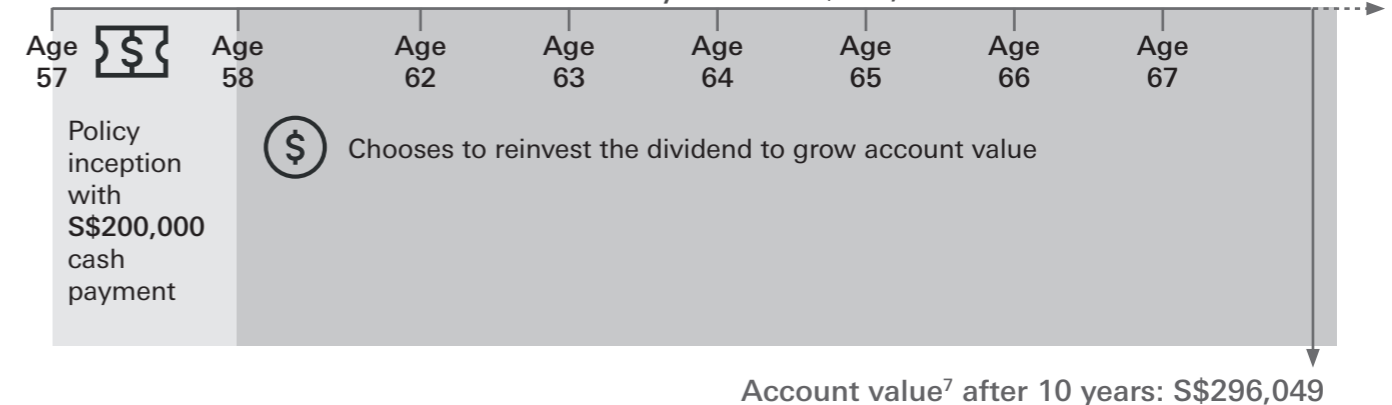 Age 57
Age 58
Age 62
Age 63
Age 64
Age 65
Age 66
Age 67
Policy
inception
with
S$200,000
cash
payment
$
$
Chooses to reinvest the dividend to grow account value
Account value7 after 10 years: S$296,049